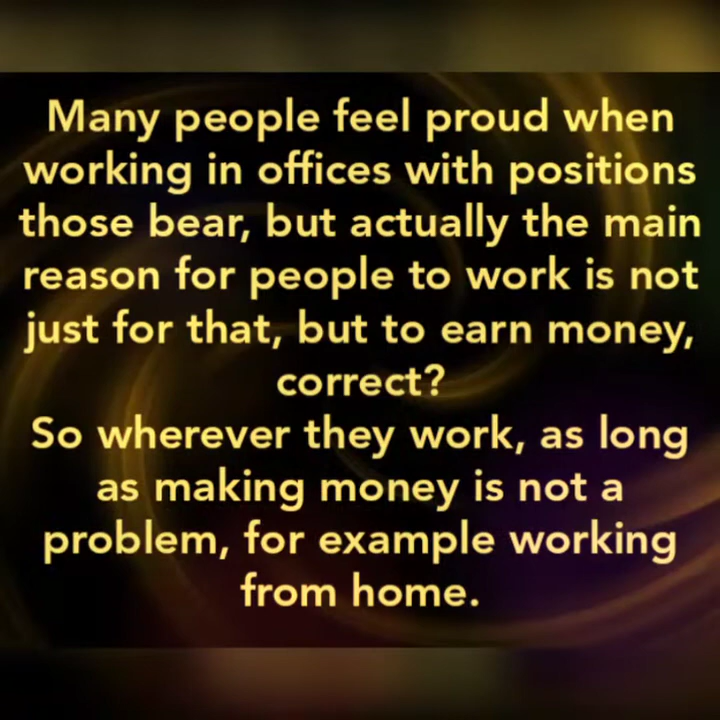 Many people feel proud when
working in offices with positions
those bear, but actually the main
reason for people to work is not
just for that, but to earn money,
correct?
So wherever they work, as long
as making money is not a
problem, for example working
from home.